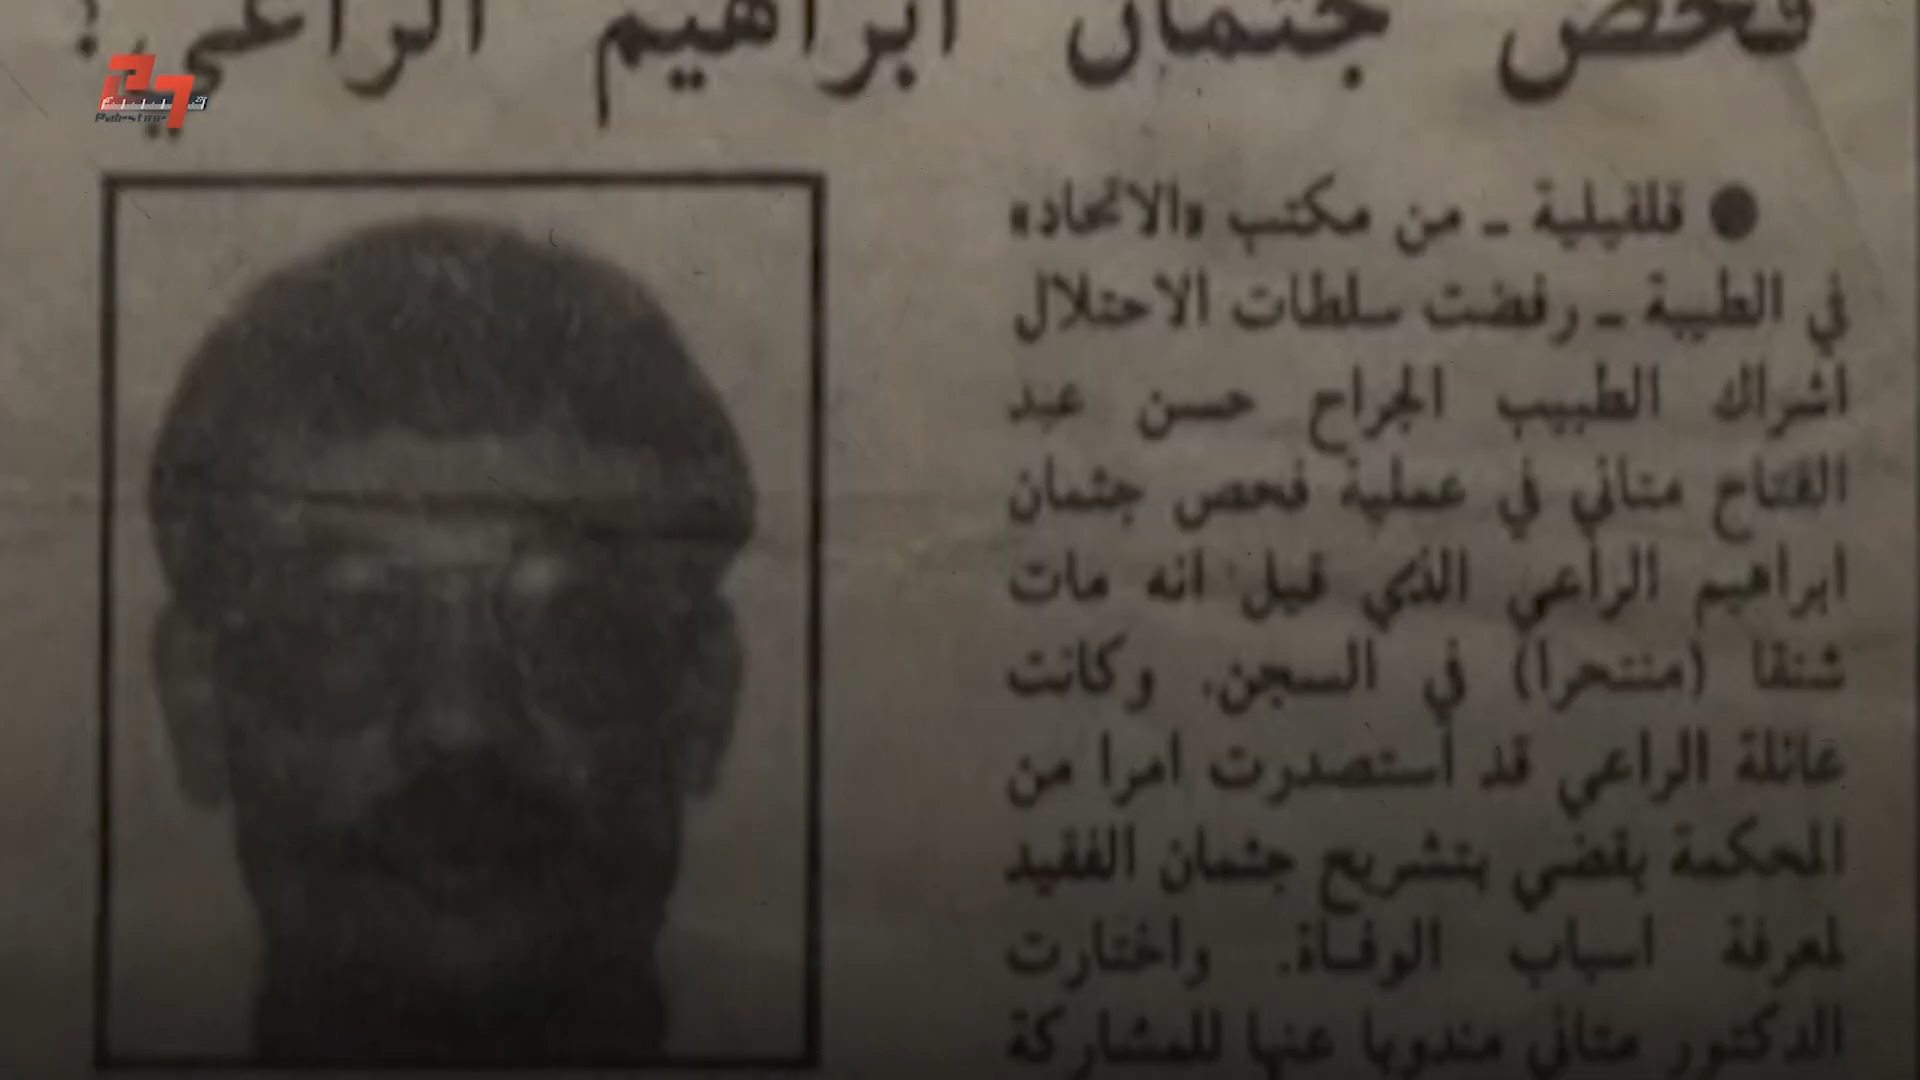 فحص جثمان ابراهيم الراعي ؟
27
Palestine
● قلقيلية ـ من مكتب «الاتحاد»
في الطيبة ـ رفضت سلطات الاحتلال
اشراك الطبيب الجراح حسن عبد
الفتاح متاني في عملية فحص جثمان
ابراهيم الراعي الذي قيل انه مات
شنقا (منتحرا) في السجن. وكانت
عائلة الراعي قد استصدرت امرا من
المحكمة يقضي بتشريح جثمان الفقيد
لمعرفة اسباب الوفاة. واختارت
الدكتور متاني مندوبا عنها للمشاركة